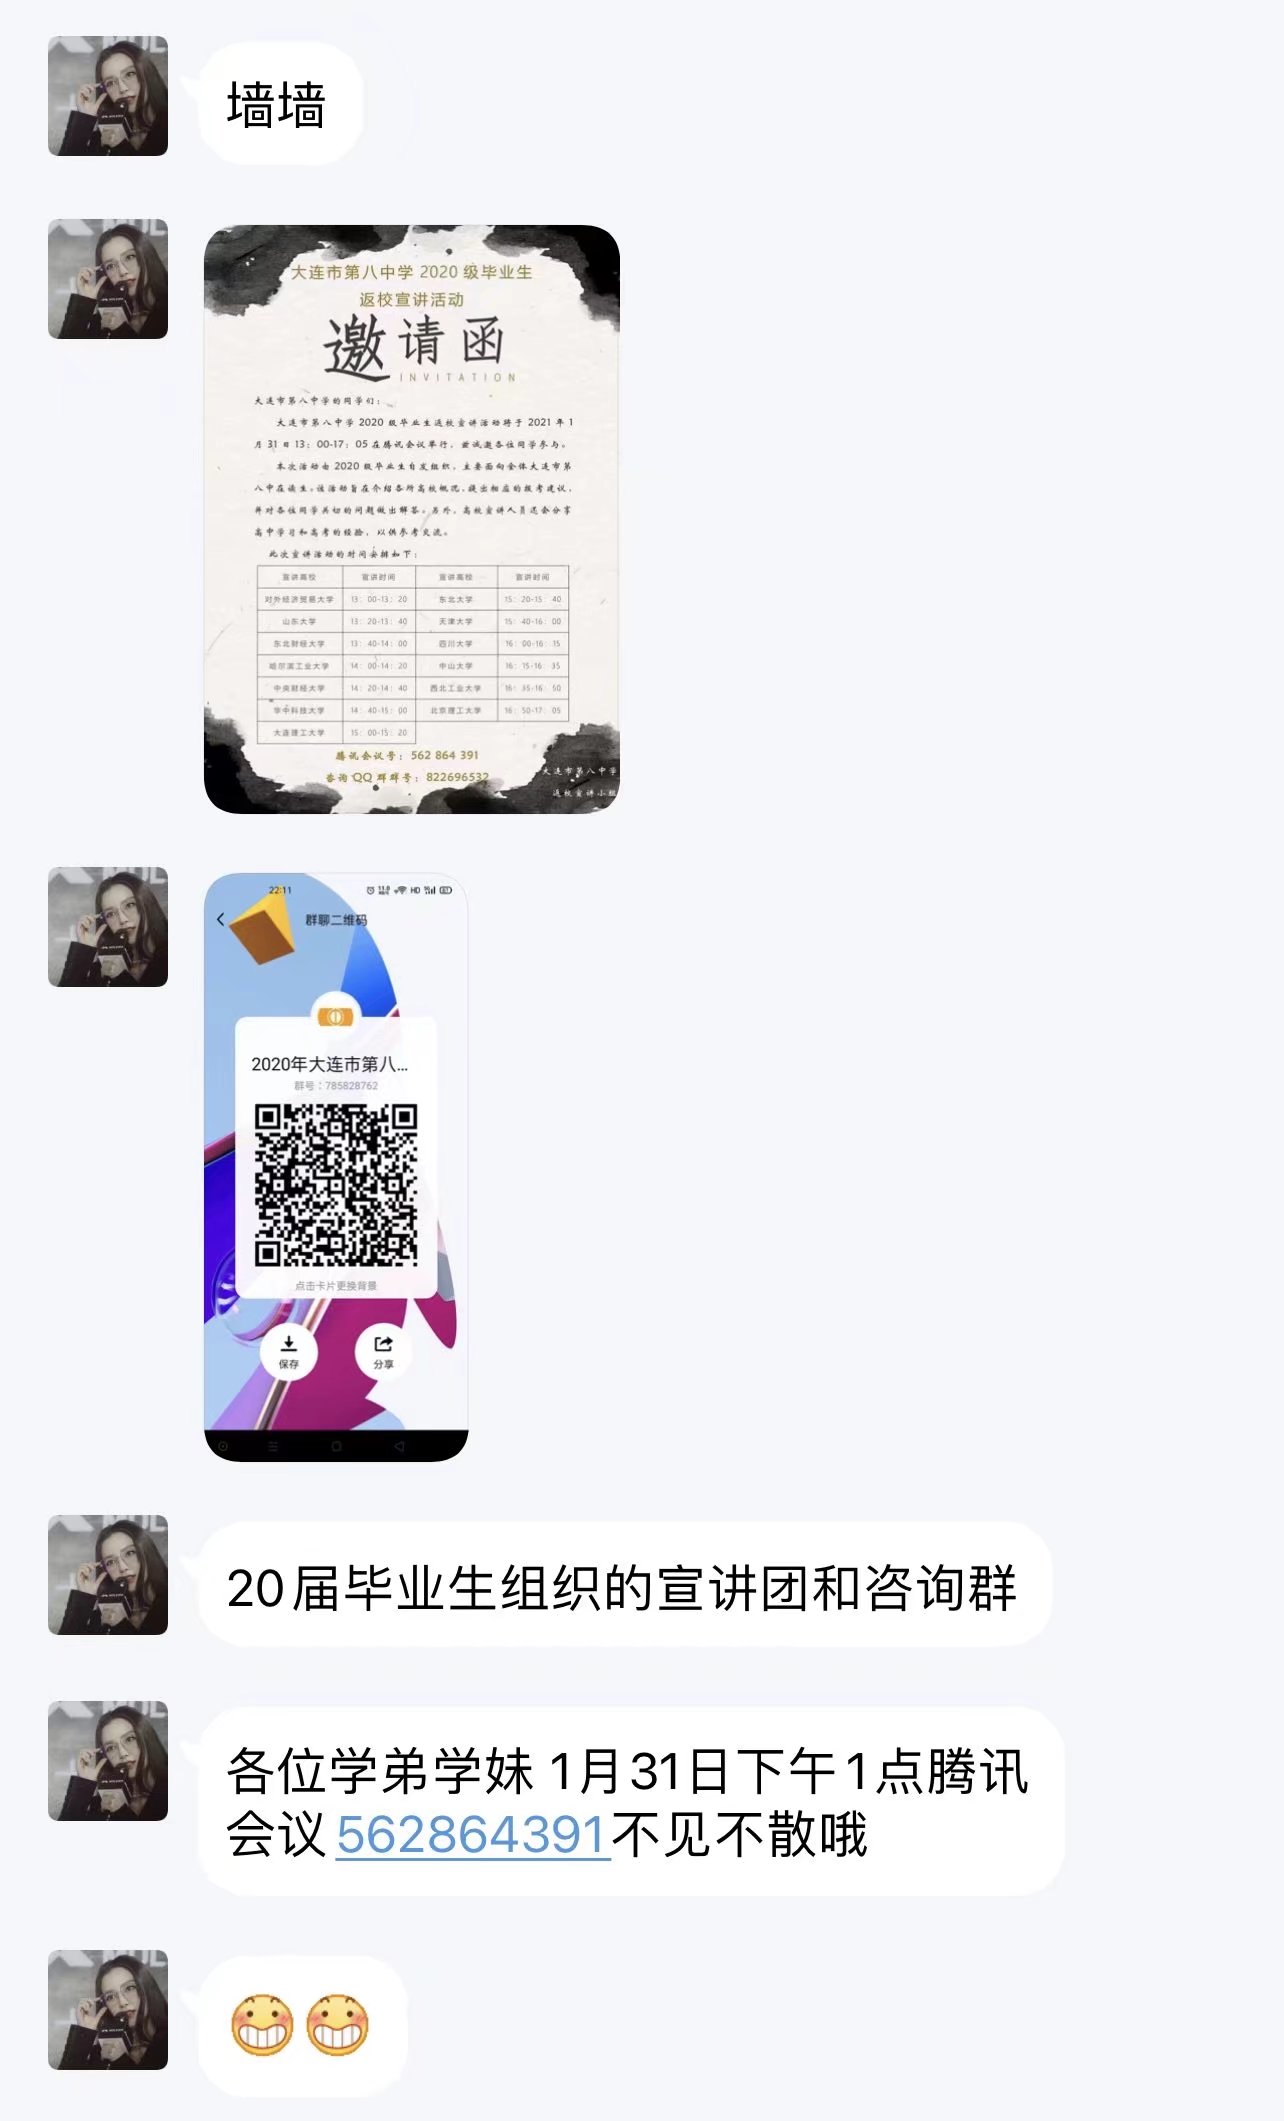 墙墙
大连市第八中学 2020 级毕业生
返校宣讲活动
邀请函
INVITATION
大连市第八中学的同学们：
大连市第八中学 2020 级毕业生返校宣讲活动将于 2021 年 1
月 31 日 13：00-17：05 在腾讯会议举行，兹诚邀各位同学参与。
本次活动由 2020 级毕业生自发组织，主要面向全体大连市第
八中在读生。该活动旨在介绍各所高校概况，提出相应的报考建议，
并对各位同学关切的问题做出解答。另外，高校宣讲人员还会分享
高中学习和高考的经验，以供参考交流。
此次宣讲活动的时间安排如下：
宣讲高校 宣讲时间 宣讲高校 宣讲时间
对外经济贸易大学 13：00-13：20 东北大学 15：20-15：40
山东大学 13：20-13：40 天津大学 15：40-16：00
东北财经大学 13：40-14：00 四川大学 16：00-16：15
哈尔滨工业大学 14：00-14：20 中山大学 16：15-16：35
中央财经大学 14：20-14：40 西北工业大学 16：35-16：50
华中科技大学 14：40-15：00 北京理工大学 16：50-17：05
大连理工大学 15：00-15：20
腾讯会议号：562 864 391
咨询 QQ 群群号：822696532
大连市第八中学
返校宣讲小组
22:11
HD
群聊二维码
2020年大连市第八...
群号：785828762
点击卡片更换背景
保存
分享
20届毕业生组织的宣讲团和咨询群
各位学弟学妹 1月31日下午1点腾讯
会议562864391不见不散哦